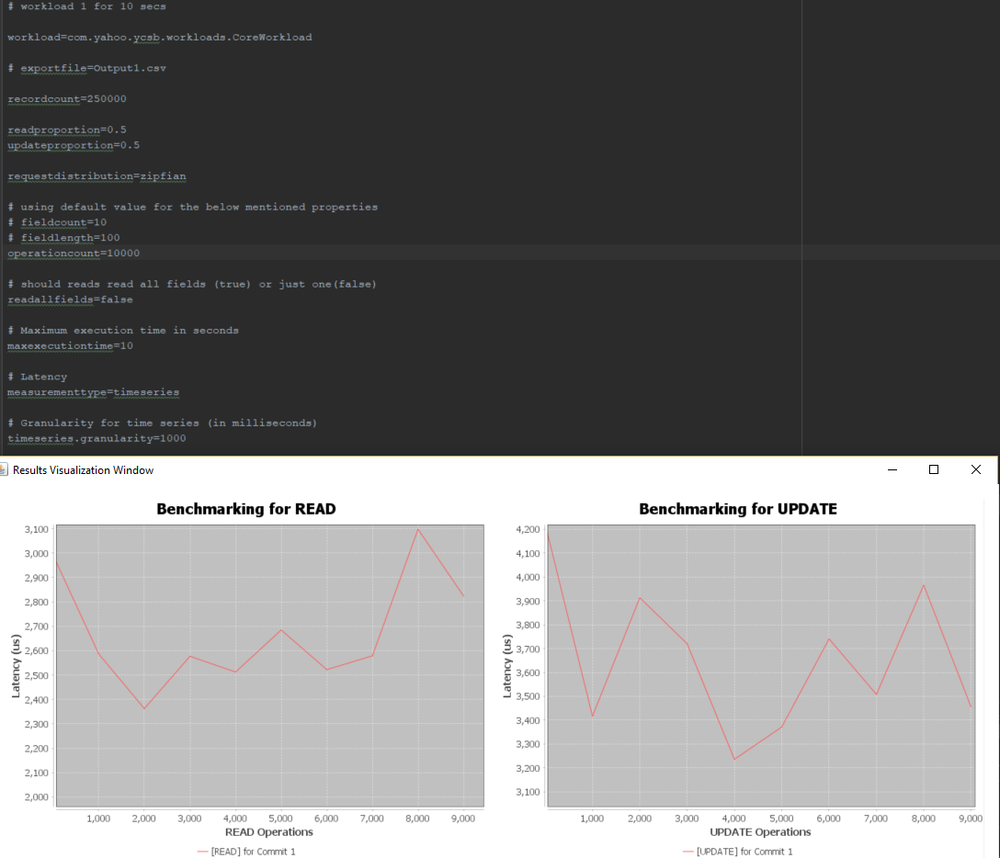 # workload 1 for 10 secs
workload=com.yahoo.ycsb.workloads.CoreWorkload
# exportfile=Output1.csv
recordcount=250000
readproportion=0.5
updateproportion=0.5
requestdistribution=zipfian
# using default value for the below mentioned properties
# fieldcount=10
# fieldlength=100
operationcount=10000
# should reads read all fields (true) or just one(false)
readallfields=false
# Maximum execution time in seconds
maxexecutiontime=10
# Latency
measurementtype=timeseries
# Granularity for time series (in milliseconds)
timeseries.granularity=1000
Results Visualization Window
Benchmarking for READ
3,100
3,000
2,900
2,800
2,700
2,600
2,500
2,400
2,300
2,200
2,100
2,000
Latency (us)
1,000 2,000 3,000 4,000 5,000 6,000 7,000 8,000 9,000
READ Operations
[READ] for Commit 1
Benchmarking for UPDATE
4,200
4,100
4,000
3,900
3,800
3,700
3,600
3,500
3,400
3,300
3,200
3,100
Latency (us)
1,000 2,000 3,000 4,000 5,000 6,000 7,000 8,000 9,000
UPDATE Operations
[UPDATE] for Commit 1